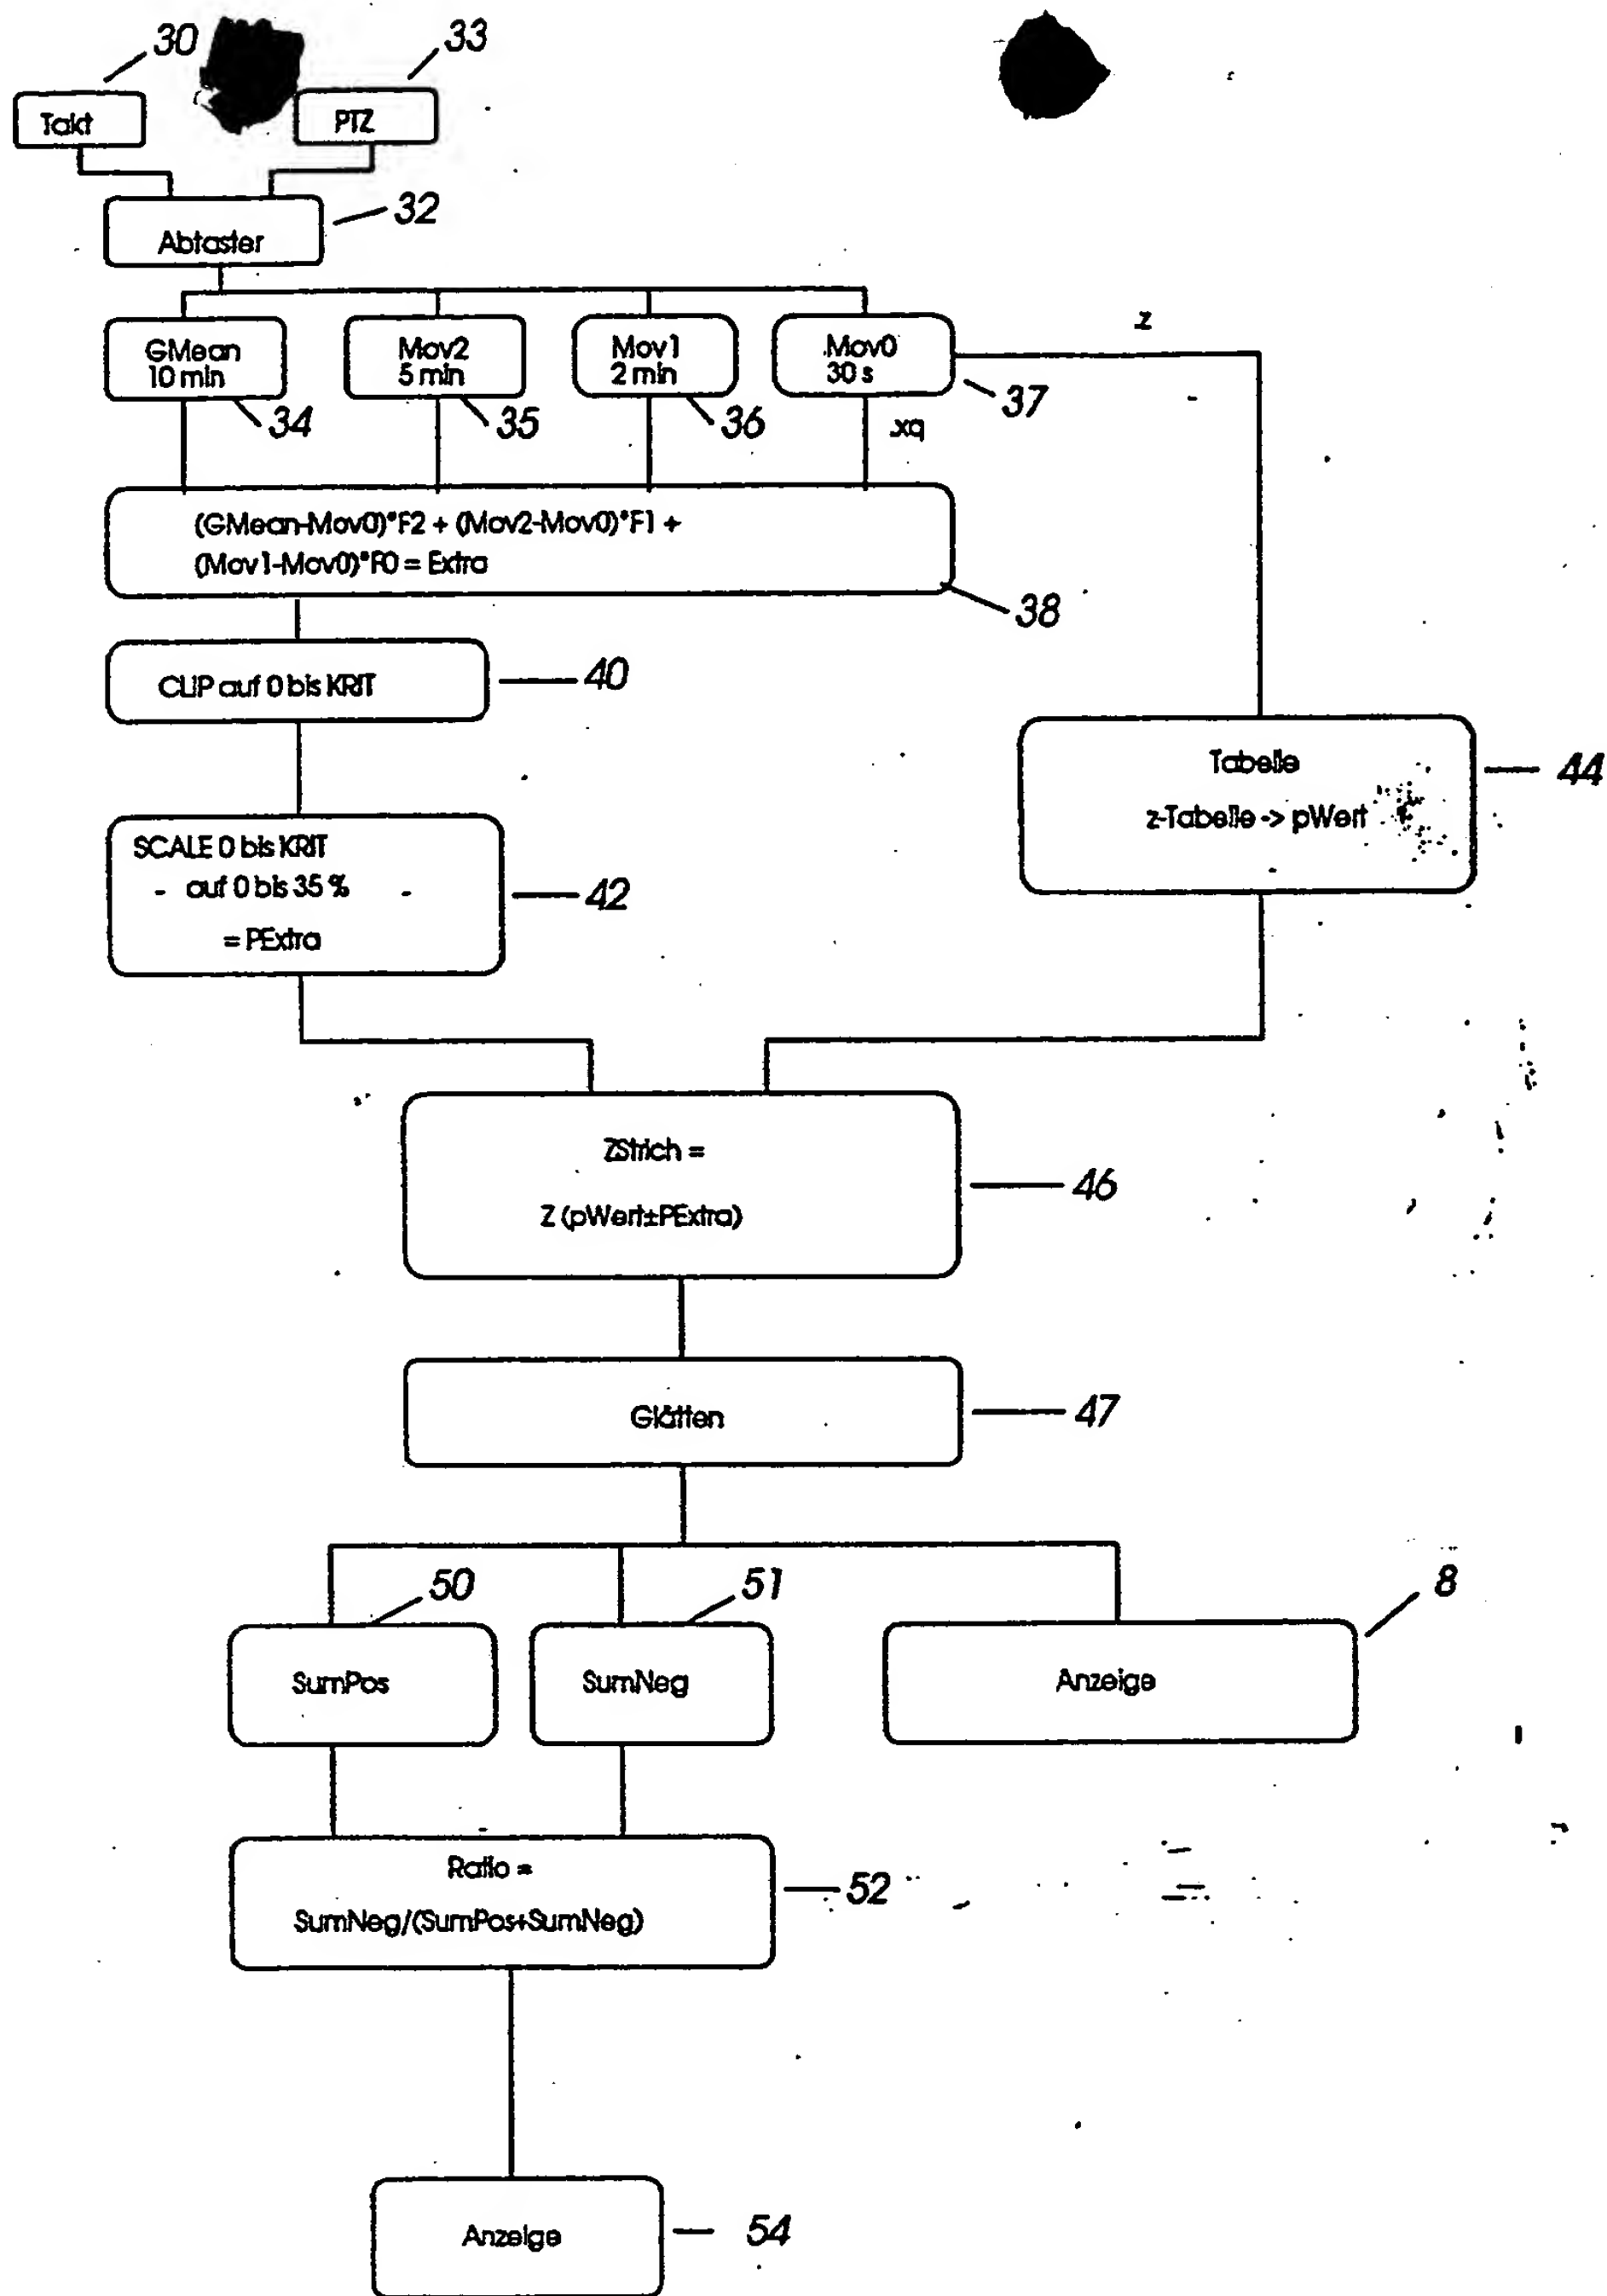 30
33
Takt
PTZ
32
Abtaster
z
GMean
10 min
Mov2
5 min
Mov1
2 min
Mov0
30 s
37
34
35
36
xq
(GMean-Mov0)*F2 + (Mov2-Mov0)*F1 +
(Mov1-Mov0)*F0 = Extra
38
CLIP auf 0 bis KRIT
40
Tabelle
z-Tabelle -> pWert
44
SCALE 0 bis KRIT
auf 0 bis 35 %
= PExtra
42
ZStrich =
Z (pWert±PExtra)
46
Glätten
47
50
51
8
SumPos
SumNeg
Anzeige
Ratio =
SumNeg/(SumPos+SumNeg)
52
Anzeige
54